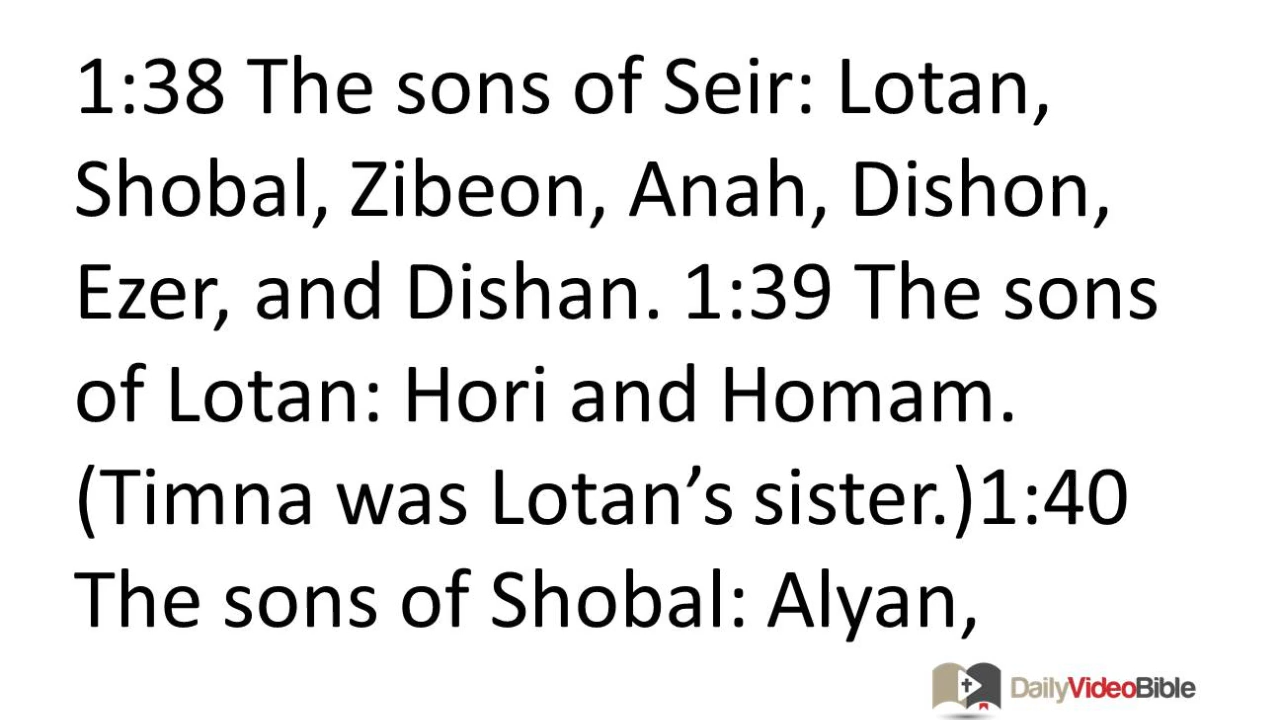 1:38 The sons of Seir: Lotan,
Shobal, Zibeon, Anah, Dishon,
Ezer, and Dishan. 1:39 The sons
of Lotan: Hori and Homam.
(Timna was Lotan’s sister.)1:40
The sons of Shobal: Alyan,
DailyVideoBible